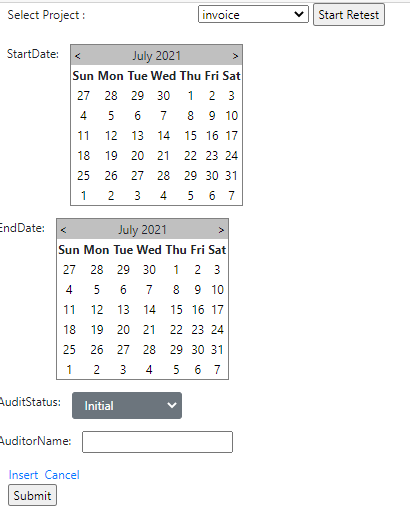 Select Project : invoice Start Retest
StartDate: < July 2021 >
Sun Mon Tue Wed Thu Fri Sat
27 28 29 30 1 2 3
4 5 6 7 8 9 10
11 12 13 14 15 16 17
18 19 20 21 22 23 24
25 26 27 28 29 30 31
1 2 3 4 5 6 7
EndDate: < July 2021 >
Sun Mon Tue Wed Thu Fri Sat
27 28 29 30 1 2 3
4 5 6 7 8 9 10
11 12 13 14 15 16 17
18 19 20 21 22 23 24
25 26 27 28 29 30 31
1 2 3 4 5 6 7
AuditStatus: Initial
AuditorName:
Insert Cancel
Submit